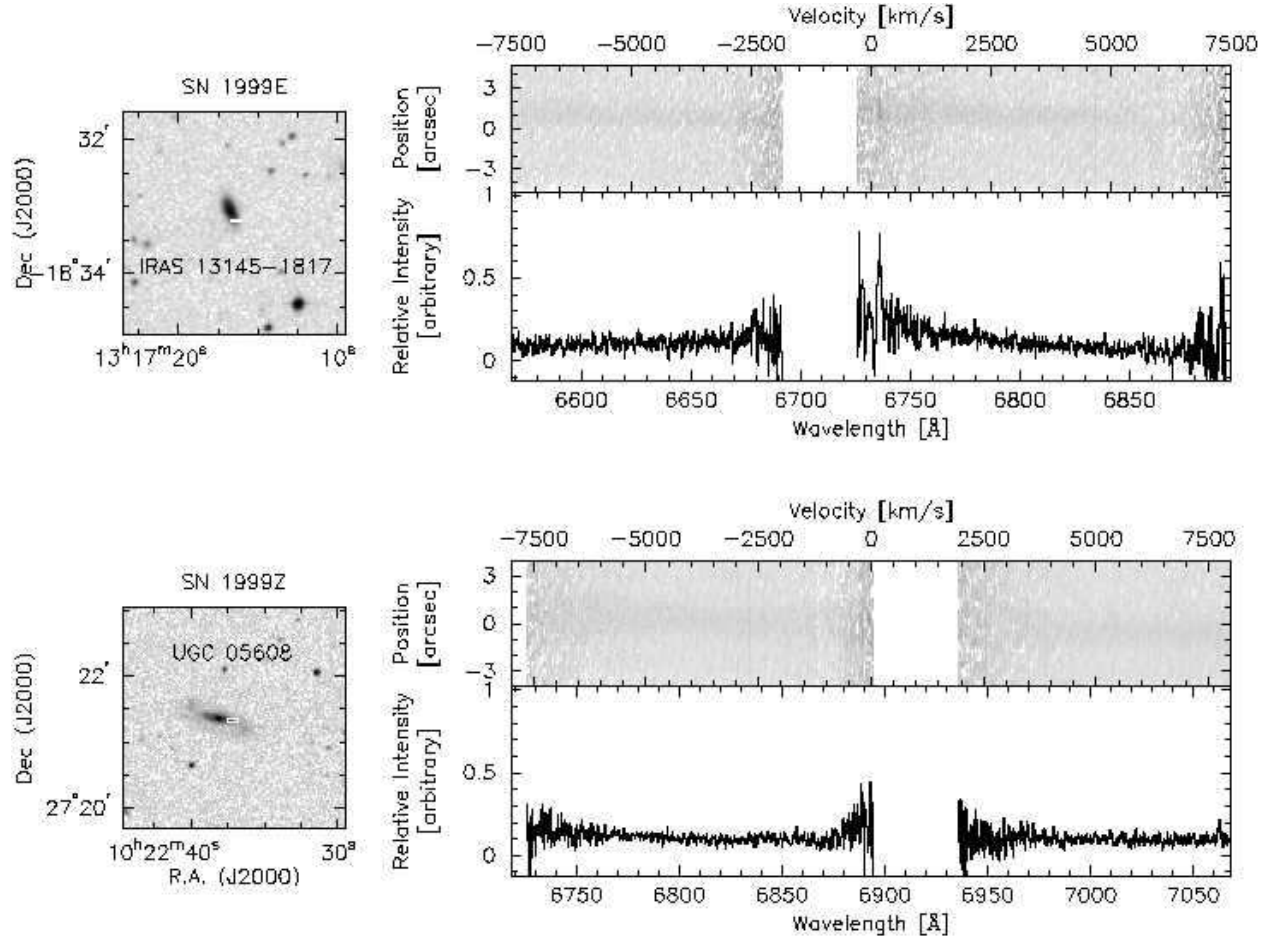 Velocity [km/s]
−7500 −5000 −2500 0 2500 5000 7500
SN 1999E
Dec (J2000)
32′
−18° 34′
IRAS 13145−1817
13ʰ17ᵐ20ˢ 10ˢ
Position
[arcsec]
3
0
−3
Relative Intensity
[arbitrary]
1
0.5
0
6600 6650 6700 6750 6800 6850
Wavelength [Å]
Velocity [km/s]
−7500 −5000 −2500 0 2500 5000 7500
SN 1999Z
Dec (J2000)
UGC 05608
22′
27° 20′
10ʰ22ᵐ40ˢ 30ˢ
R.A. (J2000)
Position
[arcsec]
3
0
−3
Relative Intensity
[arbitrary]
1
0.5
0
6750 6800 6850 6900 6950 7000 7050
Wavelength [Å]